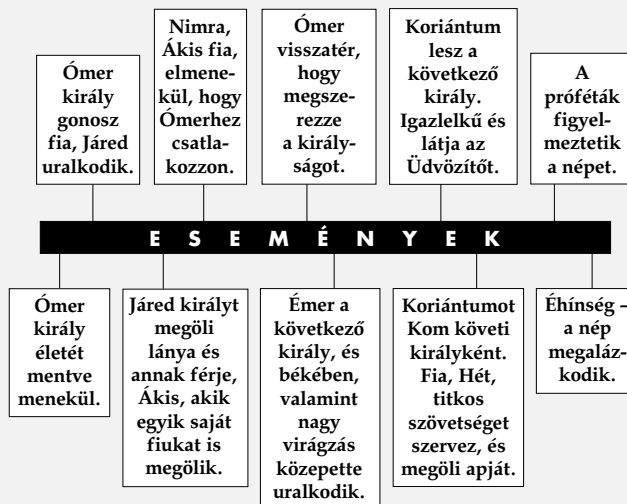 Ómer
király
gonosz
fia, Járed
uralkodik.
Nimra,
Ákis fia,
elmene-
kül, hogy
Ómerhez
csatla-
kozzon.
Ómer
visszatér,
hogy
megsze-
rezze
a király-
ságot.
Koriántum
lesz a
következő
király.
Igazlelkű és
látja az
Üdvözítőt.
A
próféták
figyel-
meztetik
a népet.
ESEMÉNYEK
Ómer
király
életét
mentve
menekül.
Járed királyt
megöli
lánya és
annak férje,
Ákis, akik
egyik saját
fiukat is
megölik.
Émer a
következő
király, és
békében,
valamint
nagy
virágzás
közepette
uralkodik.
Koriántumot
Kom követi
királyként.
Fia, Hét,
titkos
szövetséget
szervez, és
megöli apját.
Éhínség –
a nép
megaláz-
kodik.